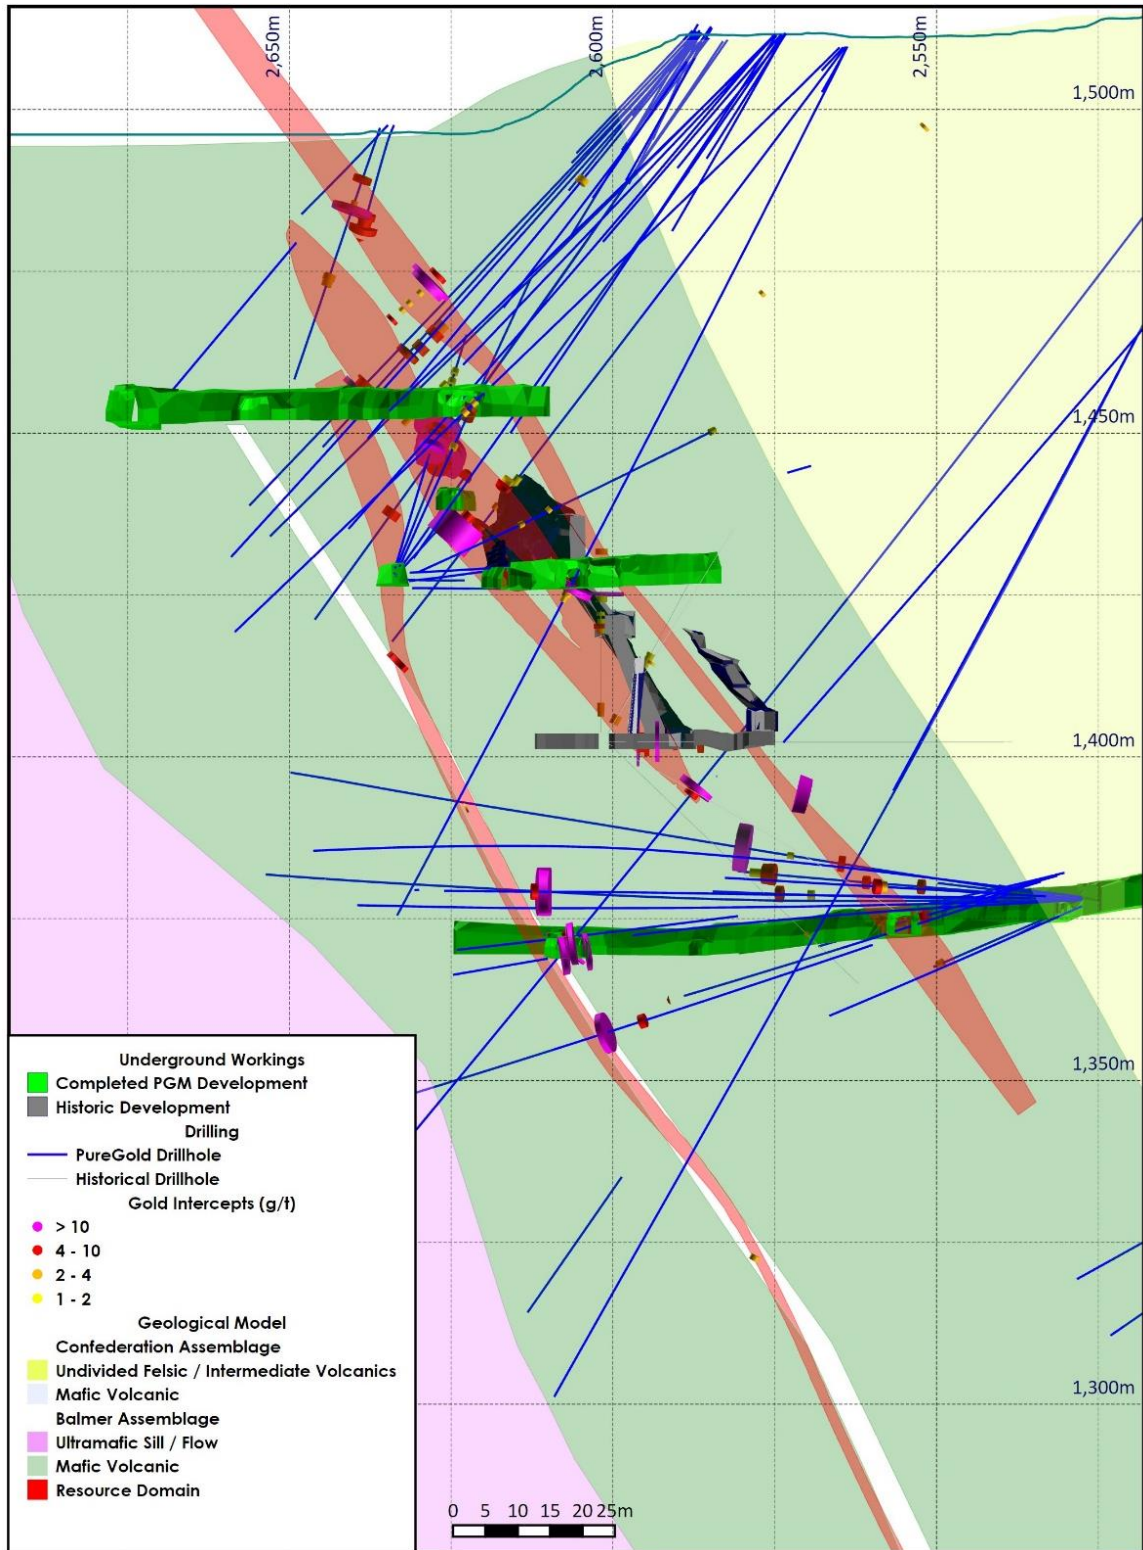 2,650m
2,600m
2,550m
1,500m
1,450m
1,400m
1,350m
1,300m
Underground Workings
Completed PGM Development
Historic Development
Drilling
PureGold Drillhole
Historical Drillhole
Gold Intercepts (g/t)
> 10
4 - 10
2 - 4
1 - 2
Geological Model
Confederation Assemblage
Undivided Felsic / Intermediate Volcanics
Mafic Volcanic
Balmer Assemblage
Ultramafic Sill / Flow
Mafic Volcanic
Resource Domain
0 5 10 15 20 25m